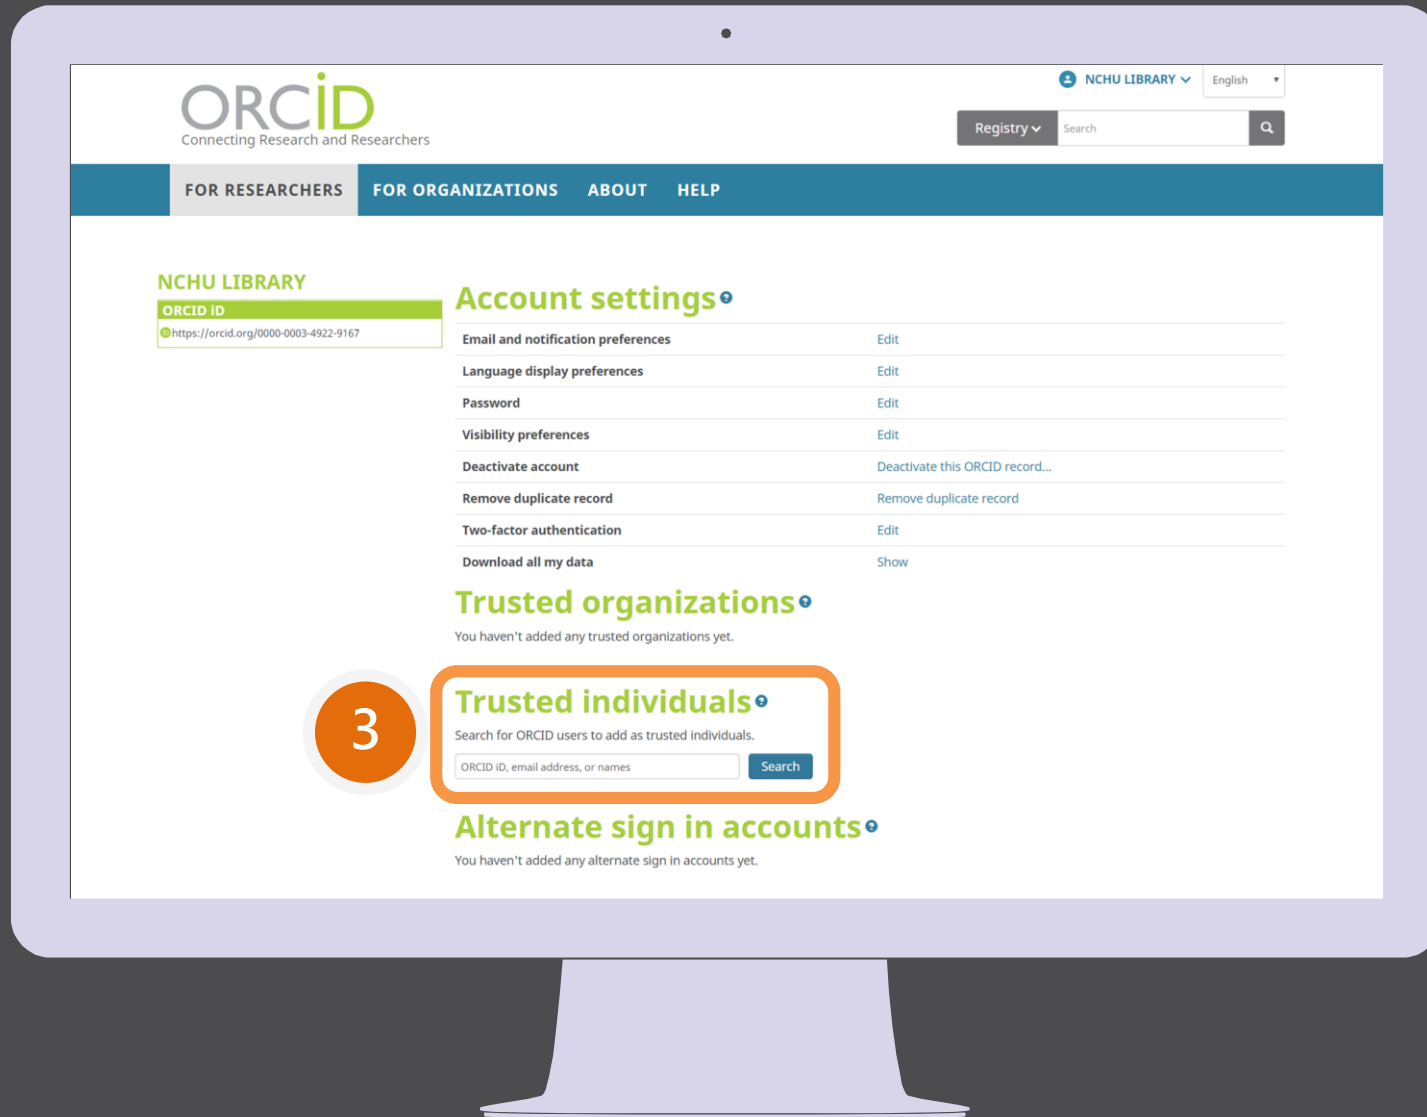 ORCiD
Connecting Research and Researchers
NCHU LIBRARY
English
Registry
Search
FOR RESEARCHERS
FOR ORGANIZATIONS
ABOUT
HELP
NCHU LIBRARY
ORCID iD
iD https://orcid.org/0000-0003-4922-9167
Account settings ?
Email and notification preferences Edit
Language display preferences Edit
Password Edit
Visibility preferences Edit
Deactivate account Deactivate this ORCID record...
Remove duplicate record Remove duplicate record
Two-factor authentication Edit
Download all my data Show
Trusted organizations ?
You haven't added any trusted organizations yet.
3
Trusted individuals ?
Search for ORCID users to add as trusted individuals.
ORCID iD, email address, or names Search
Alternate sign in accounts ?
You haven't added any alternate sign in accounts yet.